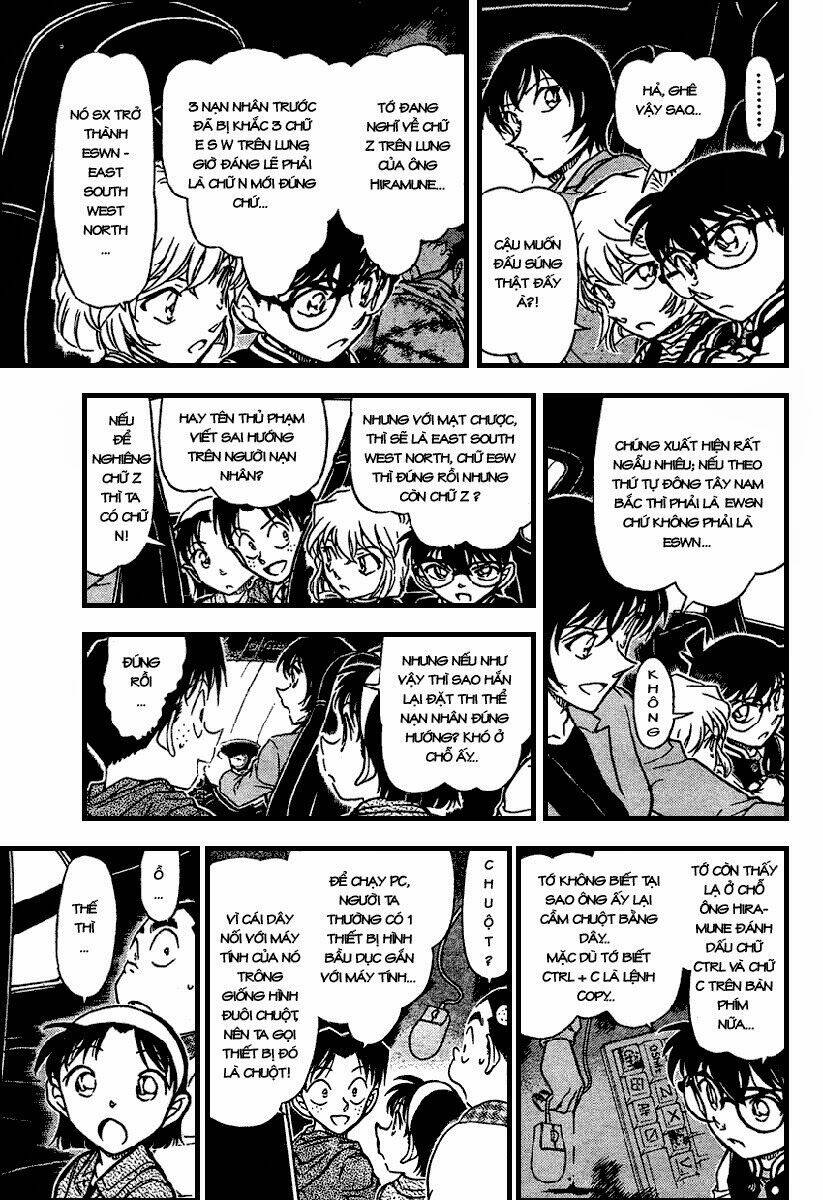 .........
HẢ, GHÊ
VẬY SAO...
CẬU MUỐN
ĐẤU SÚNG
THẬT ĐẤY
À?!
TỚ ĐANG
NGHĨ VỀ CHỮ
Z TRÊN LƯNG
CỦA ÔNG
HIRAMUNE...
3 NẠN NHÂN TRƯỚC
ĐÃ BỊ KHẮC 3 CHỮ
E S W TRÊN LƯNG,
GIỜ ĐÁNG LẼ PHẢI
LÀ CHỮ N MỚI ĐÚNG
CHỨ...
NÓ SX TRỞ
THÀNH
ESWN -
EAST
SOUTH
WEST
NORTH
...
CHÚNG XUẤT HIỆN RẤT
NGẪU NHIÊU; NẾU THEO
THỨ TỰ ĐÔNG TÂY NAM
BẮC THÌ PHẢI LÀ EWSN
CHỨ KHÔNG PHẢI LÀ
ESWN...
KHÔNG
NHƯNG VỚI MẠT CHƯỢC,
THÌ SẼ LÀ EAST SOUTH
WEST NORTH, CHỮ ESW
THÌ ĐÚNG RỒI NHƯNG
CÒN CHỮ Z ?
HAY TÊN THỦ PHẠM
VIẾT SAI HƯỚNG
TRÊN NGƯỜI NẠN
NHÂN?
NẾU
ĐỂ
NGHIÊNG
CHỮ Z
THÌ TA
CÓ CHỮ
N!
NHƯNG NẾU NHƯ
VẬY THÌ SAO HẮN
LẠI ĐẶT THI THỂ
NẠN NHÂN ĐÚNG
HƯỚNG? KHÓ Ở
CHỖ ẤY...
ĐÚNG
RỒI
...
TỚ CÒN THẤY
LẠ Ở CHỖ
ÔNG HIRA-
MUNE ĐÁNH
DẤU CHỮ
CTRL VÀ CHỮ
C TRÊN BÀN
PHÍM
NỮA...
TỚ KHÔNG BIẾT TẠI
SAO ÔNG ẤY LẠI
CẦM CHUỘT BẰNG
DÂY..
MẶC DÙ TỚ BIẾT
CTRL + C LÀ LỆNH
COPY...
Z
X
V
CHUỘT?
ĐỂ CHẠY PC,
NGƯỜI TA
THƯỜNG CÓ 1
THIẾT BỊ HÌNH
BẦU DỤC GẮN
VỚI MÁY TÍNH...
VÌ CÁI DÂY
NỐI VỚI MÁY
TÍNH CỦA NÓ
TRÔNG
GIỐNG HÌNH
ĐUÔI CHUỘT,
NÊN TA GỌI
THIẾT BỊ ĐÓ
LÀ CHUỘT!
Ồ
...
THẾ
THÌ
...